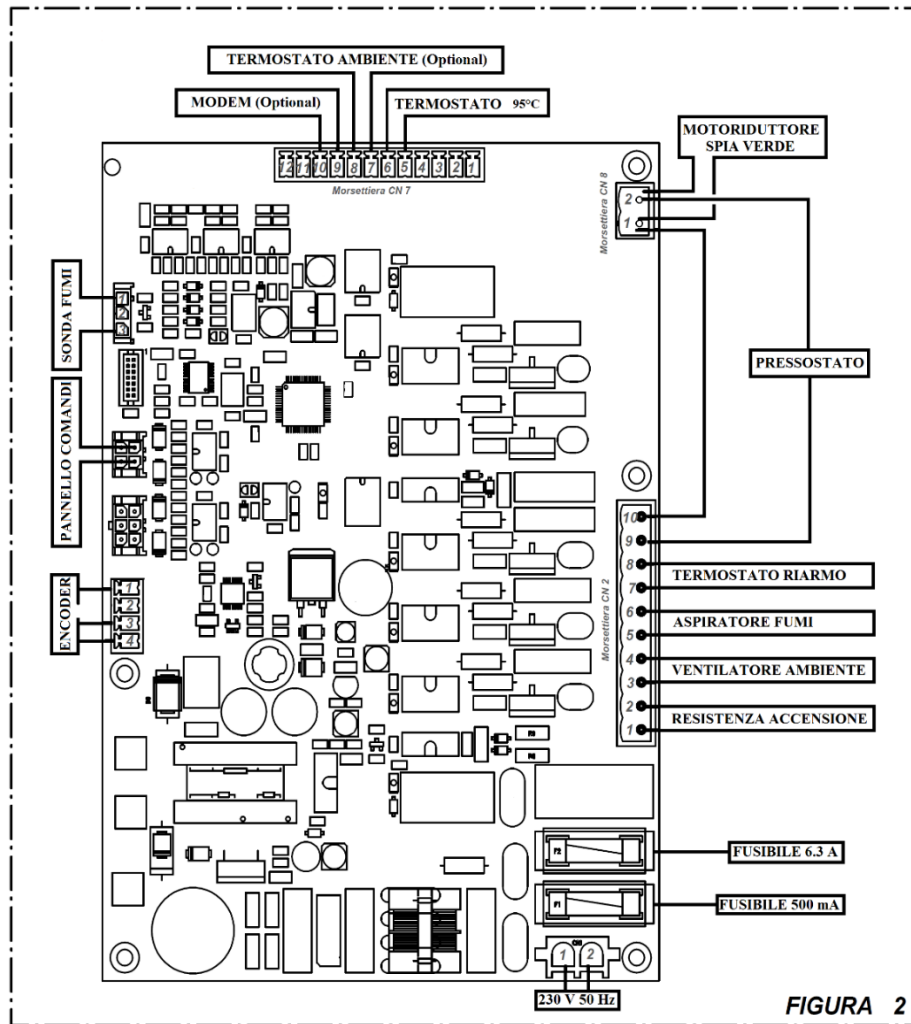 TERMOSTATO AMBIENTE (Optional)
MODEM (Optional)
TERMOSTATO 95°C
MOTORIDUTTORE
SPIA VERDE
12 11 10 9 8 7 6 5 4 3 2 1
Morsettiera CN 7
2
1
Morsettiera CN 8
SONDA FUMI
1
2
3
PRESSOSTATO
PANNELLO COMANDI
ENCODER
1
2
3
4
Morsettiera CN 2
10
9
8
7
6
5
4
3
2
1
TERMOSTATO RIARMO
ASPIRATORE FUMI
VENTILATORE AMBIENTE
RESISTENZA ACCENSIONE
F2
FUSIBILE 6.3 A
F1
FUSIBILE 500 mA
1 2
230 V 50 Hz
FIGURA 2